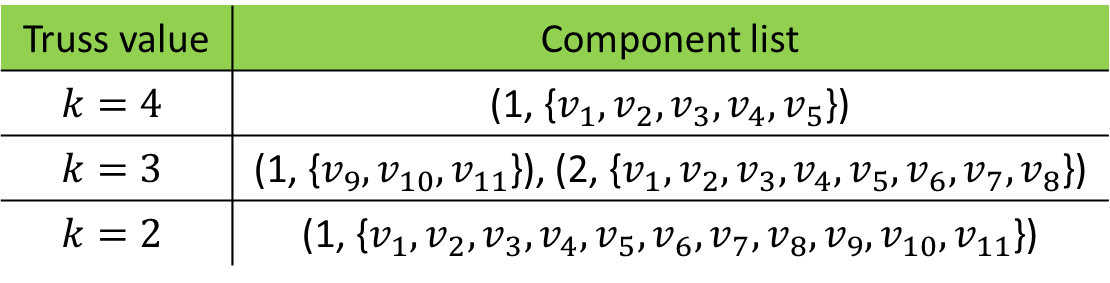 Truss value Component list
k = 4 (1, {v₁, v₂, v₃, v₄, v₅})
k = 3 (1, {v₉, v₁₀, v₁₁}), (2, {v₁, v₂, v₃, v₄, v₅, v₆, v₇, v₈})
k = 2 (1, {v₁, v₂, v₃, v₄, v₅, v₆, v₇, v₈, v₉, v₁₀, v₁₁})